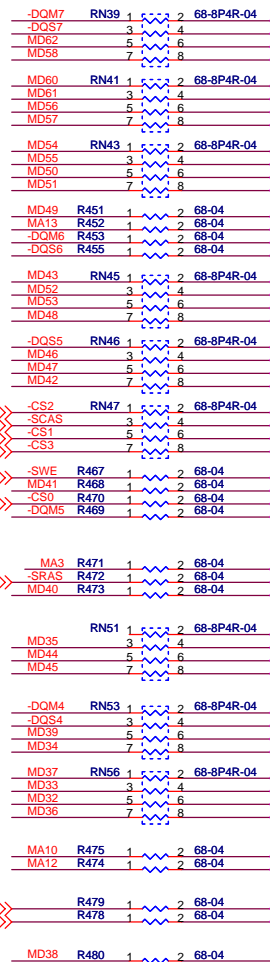 -DQM7 RN39 1 2 68-8P4R-04
-DQS7 3 4
MD62 5 6
MD58 7 8
MD60 RN41 1 2 68-8P4R-04
MD61 3 4
MD56 5 6
MD57 7 8
MD54 RN43 1 2 68-8P4R-04
MD55 3 4
MD50 5 6
MD51 7 8
MD49 R451 1 2 68-04
MA13 R452 1 2 68-04
-DQM6 R453 1 2 68-04
-DQS6 R455 1 2 68-04
MD43 RN45 1 2 68-8P4R-04
MD52 3 4
MD53 5 6
MD48 7 8
-DQS5 RN46 1 2 68-8P4R-04
MD46 3 4
MD47 5 6
MD42 7 8
-CS2 RN47 1 2 68-8P4R-04
-SCAS 3 4
-CS1 5 6
-CS3 7 8
-SWE R467 1 2 68-04
MD41 R468 1 2 68-04
-CS0 R470 1 2 68-04
-DQM5 R469 1 2 68-04
MA3 R471 1 2 68-04
-SRAS R472 1 2 68-04
MD40 R473 1 2 68-04
RN51 1 2 68-8P4R-04
MD35 3 4
MD44 5 6
MD45 7 8
-DQM4 RN53 1 2 68-8P4R-04
-DQS4 3 4
MD39 5 6
MD34 7 8
MD37 RN56 1 2 68-8P4R-04
MD33 3 4
MD32 5 6
MD36 7 8
MA10 R475 1 2 68-04
MA12 R474 1 2 68-04
R479 1 2 68-04
R478 1 2 68-04
MD38 R480 1 2 68-04